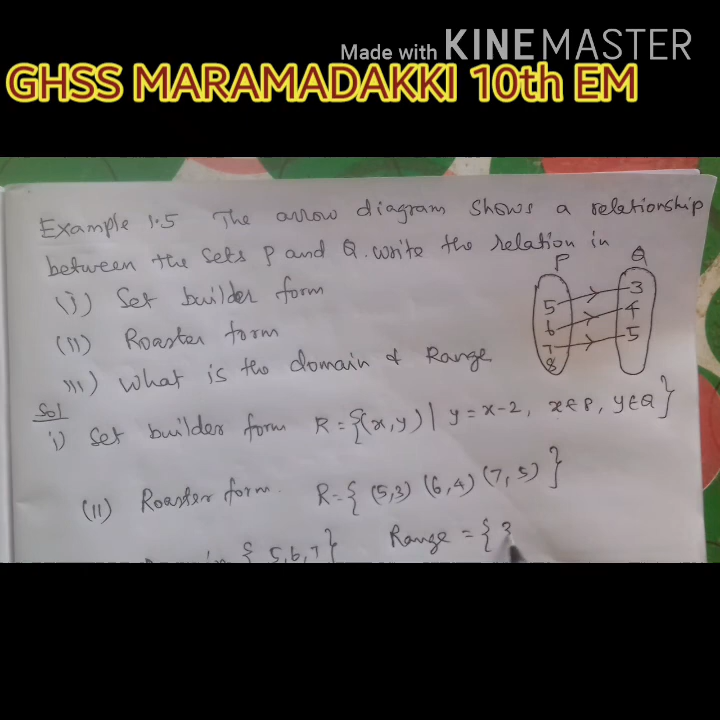 Made with KINEMASTER
GHSS MARAMADAKKI 10th EM
Example 1.5 The arrow diagram shows a relationship
between the sets P and Q. write the relation in
(i) Set builder form
(ii) Roaster form
iii) What is the domain & Range
P Q
5 3
6 4
7 5
8
Sol
i) Set builder form R = {(x,y) | y = x-2, x∈P, y∈Q}
(ii) Roaster form. R = { (5,3) (6,4) (7,5) }
{ 5,6,7} Range = { 3